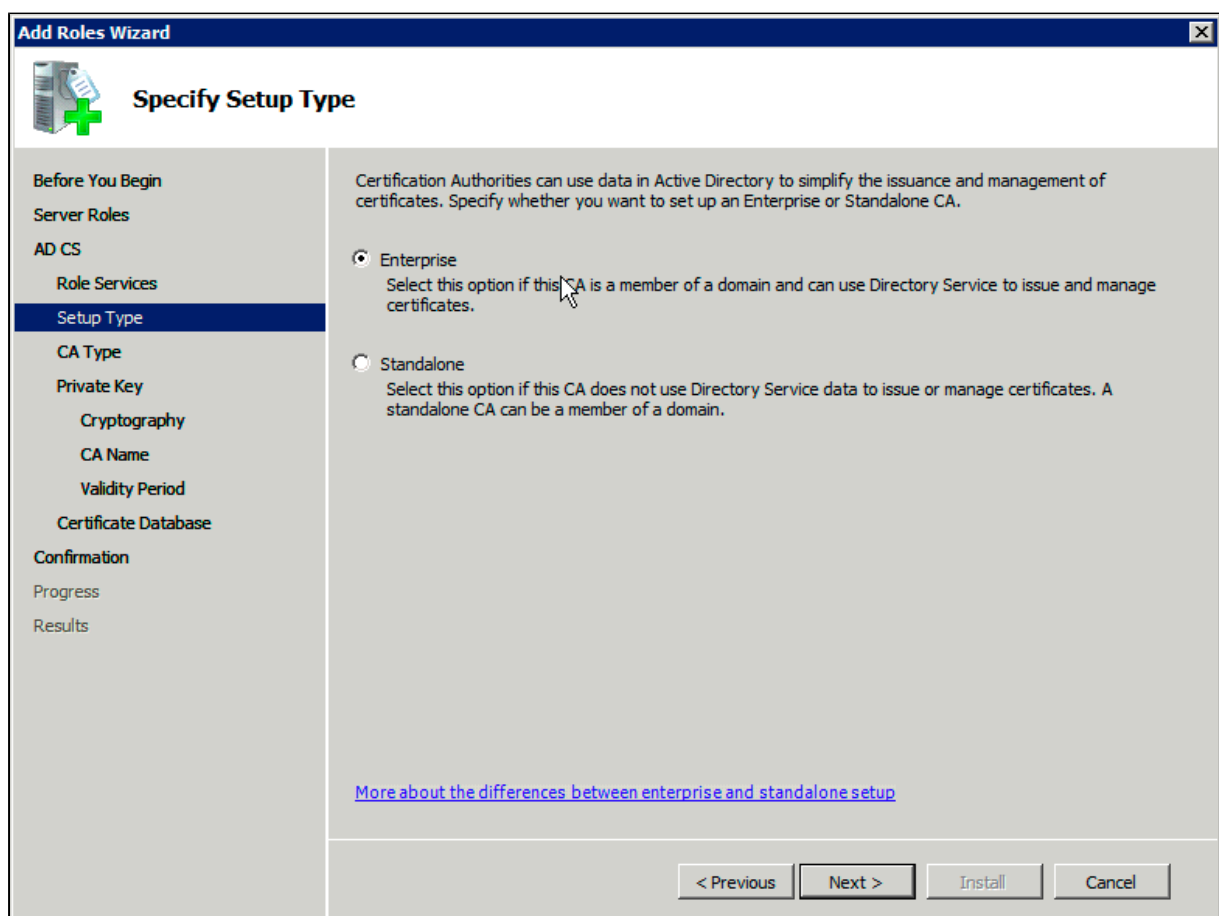 Add Roles Wizard
Specify Setup Type
Before You Begin
Server Roles
AD CS
Role Services
Setup Type
CA Type
Private Key
Cryptography
CA Name
Validity Period
Certificate Database
Confirmation
Progress
Results
Certification Authorities can use data in Active Directory to simplify the issuance and management of
certificates. Specify whether you want to set up an Enterprise or Standalone CA.
Enterprise
Select this option if this CA is a member of a domain and can use Directory Service to issue and manage
certificates.
Standalone
Select this option if this CA does not use Directory Service data to issue or manage certificates. A
standalone CA can be a member of a domain.
More about the differences between enterprise and standalone setup
< Previous Next > Install Cancel